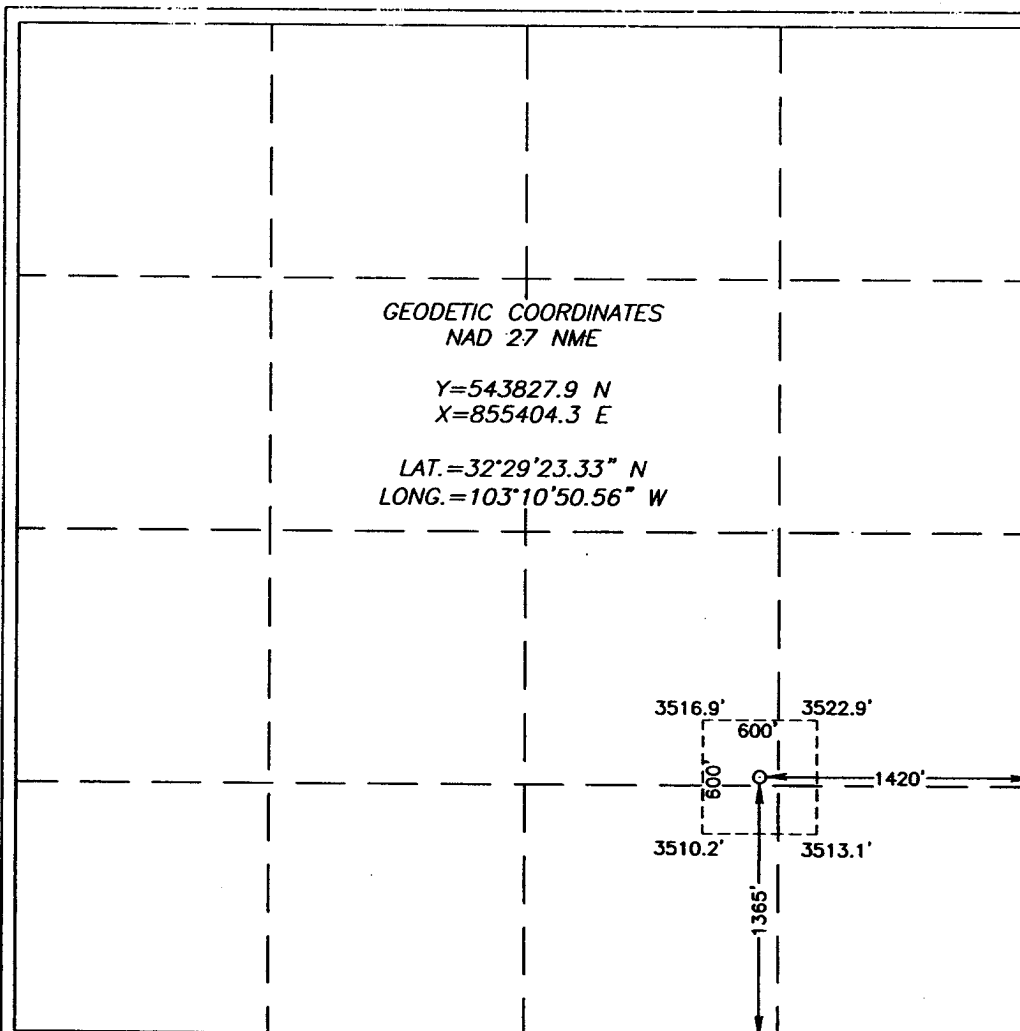 GEODETIC COORDINATES
NAD 27 NME
Y=543827.9 N
X=855404.3 E
LAT.=32°29'23.33" N
LONG.=103°10'50.56" W
3516.9' 3522.9'
600'
600'
1420'
3510.2' 3513.1'
1365'